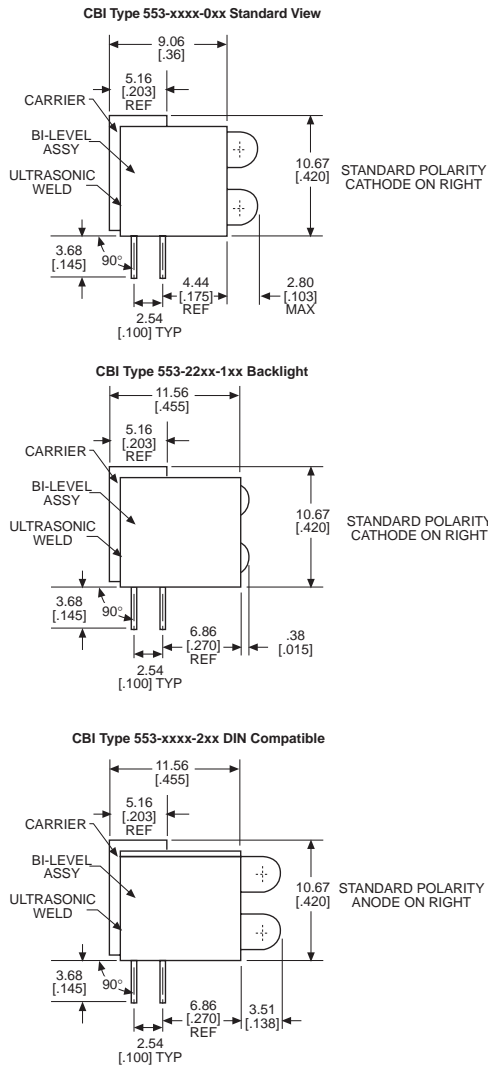 CBI Type 553-xxxx-0xx Standard View
9.06
[.36]
5.16
[.203]
REF
CARRIER
BI-LEVEL
ASSY
ULTRASONIC
WELD
10.67
[.420]
STANDARD POLARITY
CATHODE ON RIGHT
3.68
[.145]
90°
4.44
[.175]
REF
2.80
[.103]
MAX
2.54
[.100] TYP
CBI Type 553-22xx-1xx Backlight
11.56
[.455]
5.16
[.203]
REF
CARRIER
BI-LEVEL
ASSY
ULTRASONIC
WELD
10.67
[.420]
STANDARD POLARITY
CATHODE ON RIGHT
3.68
[.145]
90°
6.86
[.270]
REF
.38
[.015]
2.54
[.100] TYP
CBI Type 553-xxxx-2xx DIN Compatible
11.56
[.455]
5.16
[.203]
REF
CARRIER
BI-LEVEL
ASSY
ULTRASONIC
WELD
10.67
[.420]
STANDARD POLARITY
ANODE ON RIGHT
3.68
[.145]
90°
6.86
[.270]
REF
3.51
[.138]
2.54
[.100] TYP